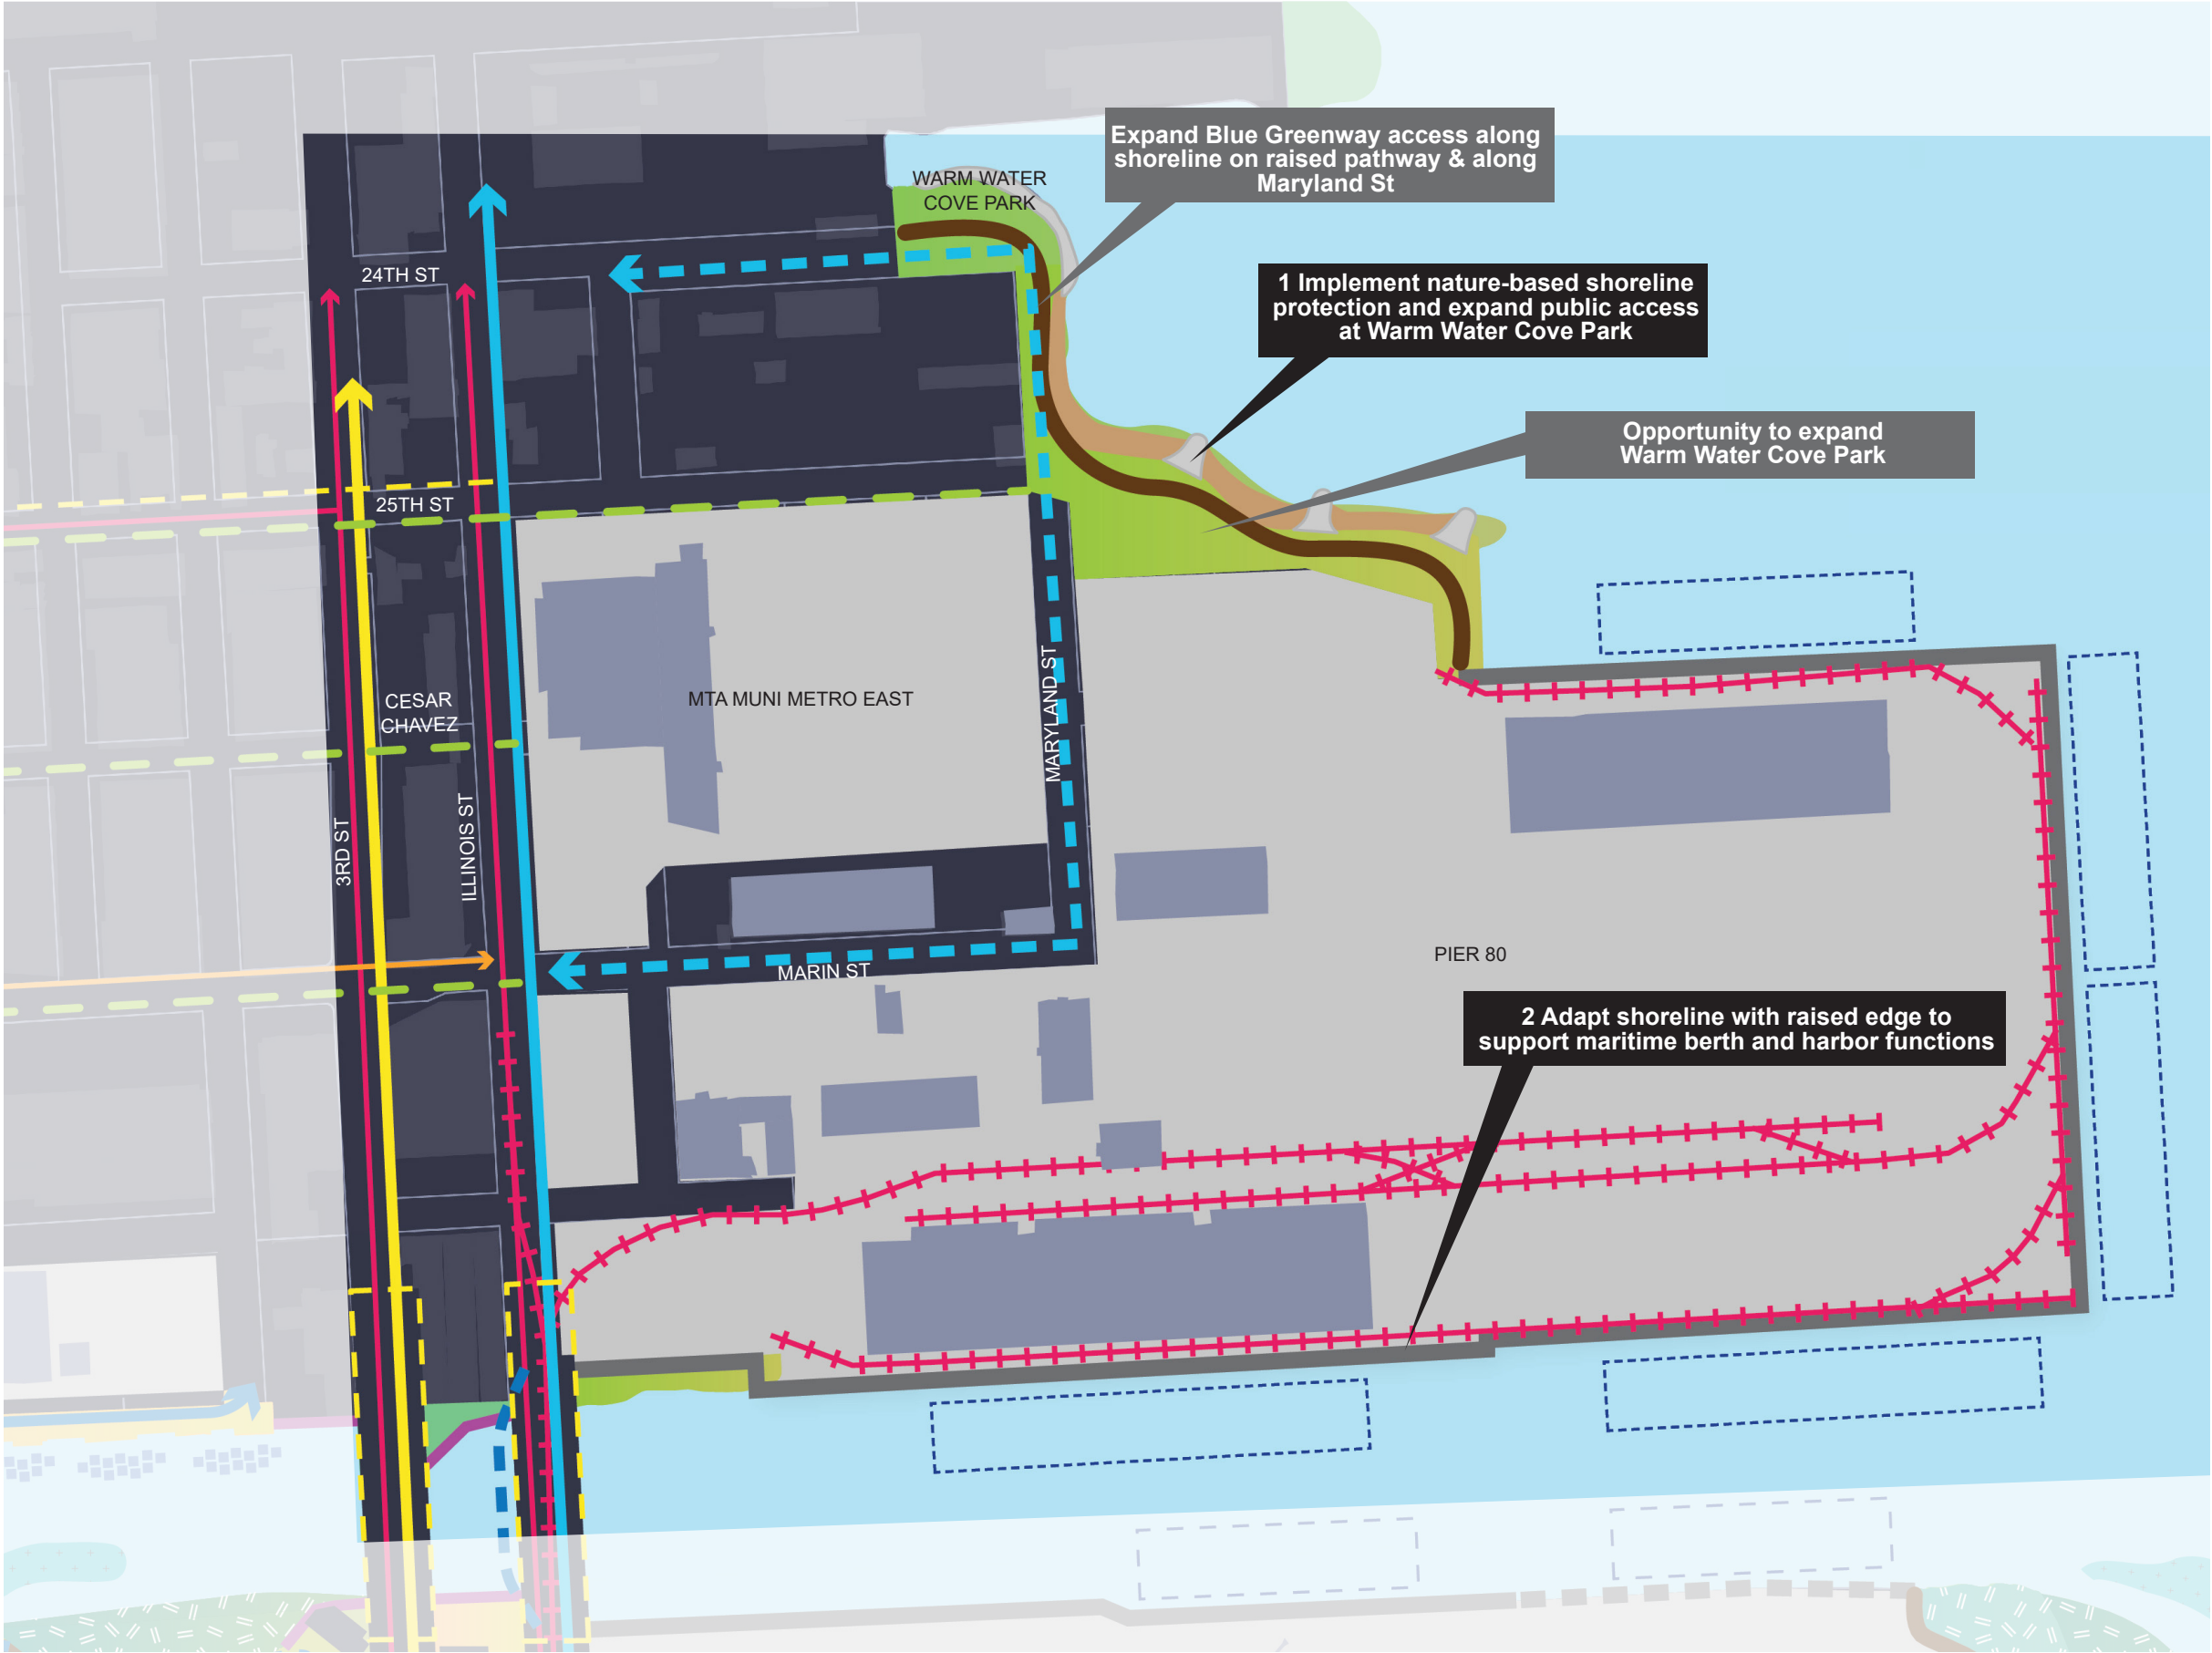 Expand Blue Greenway access along
shoreline on raised pathway & along
Maryland St
WARM WATER
COVE PARK
24TH ST
1 Implement nature-based shoreline
protection and expand public access
at Warm Water Cove Park
Opportunity to expand
Warm Water Cove Park
25TH ST
CESAR
CHAVEZ
MTA MUNI METRO EAST
MARYLAND ST
3RD ST
ILLINOIS ST
PIER 80
MARIN ST
2 Adapt shoreline with raised edge to
support maritime berth and harbor functions